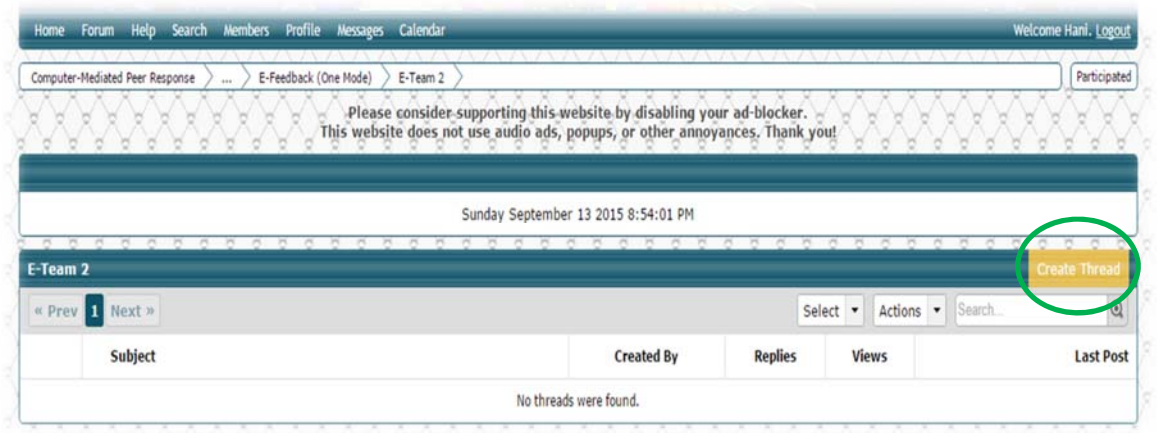 Home Forum Help Search Members Profile Messages Calendar Welcome Hani. Logout
Computer-Mediated Peer Response ... E-Feedback (One Mode) E-Team 2 Participated
Please consider supporting this website by disabling your ad-blocker.
This website does not use audio ads, popups, or other annoyances. Thank you!
Sunday September 13 2015 8:54:01 PM
E-Team 2 Create Thread
« Prev 1 Next » Select Actions Search...
Subject Created By Replies Views Last Post
No threads were found.